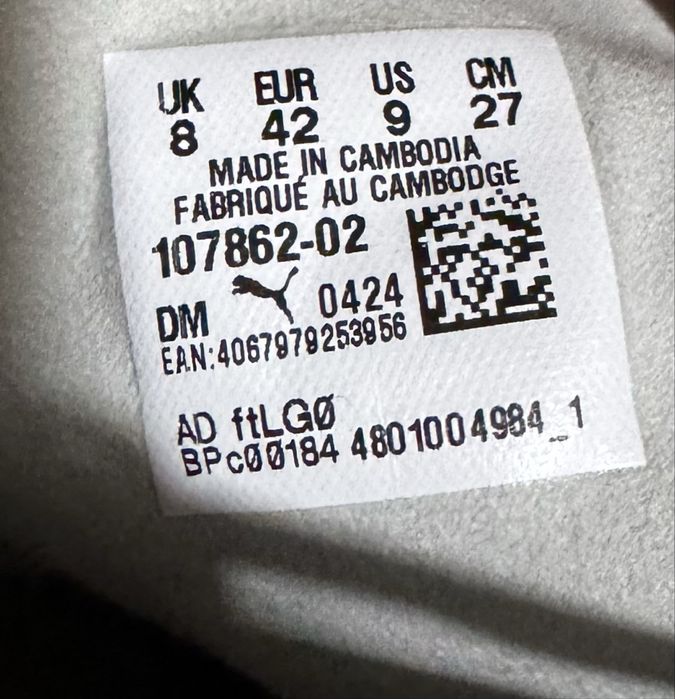 UK EUR US CM
8 42 9 27
MADE IN CAMBODIA
FABRIQUÉ AU CAMBODGE
107862-02
DM 0424
EAN:4067979253956
AD ftLG0
BPc00184 4801004984_1